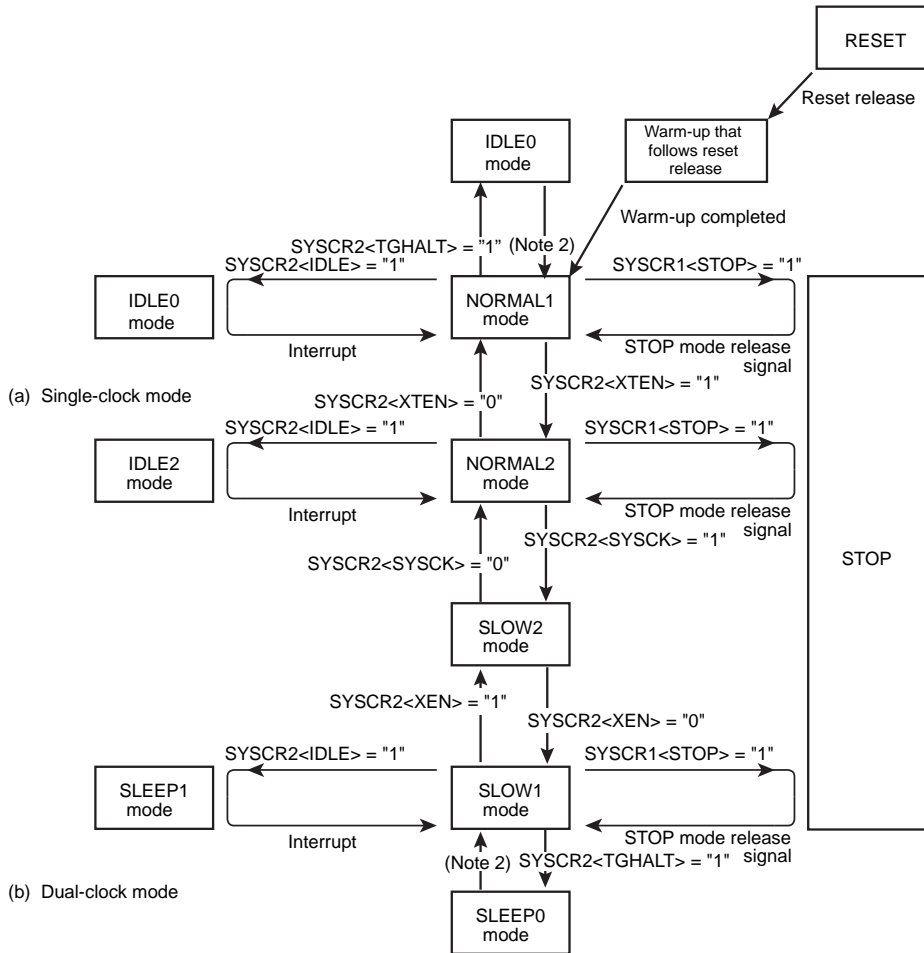 RESET
Reset release
IDLE0
mode
Warm-up that
follows reset
release
Warm-up completed
SYSCR2<TGHALT> = "1"
(Note 2)
SYSCR2<IDLE> = "1"
SYSCR1<STOP> = "1"
IDLE0
mode
NORMAL1
mode
Interrupt
STOP mode release
signal
(a) Single-clock mode
SYSCR2<XTEN> = "0"
SYSCR2<XTEN> = "1"
SYSCR2<IDLE> = "1"
SYSCR1<STOP> = "1"
IDLE2
mode
NORMAL2
mode
Interrupt
STOP mode release
signal
SYSCR2<SYSCK> = "1"
SYSCR2<SYSCK> = "0"
STOP
SLOW2
mode
SYSCR2<XEN> = "1"
SYSCR2<XEN> = "0"
SYSCR2<IDLE> = "1"
SYSCR1<STOP> = "1"
SLEEP1
mode
SLOW1
mode
Interrupt
STOP mode release
signal
(Note 2)
SYSCR2<TGHALT> = "1"
(b) Dual-clock mode
SLEEP0
mode